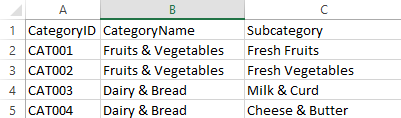 A B C
1 CategoryID CategoryName Subcategory
2 CAT001 Fruits & Vegetables Fresh Fruits
3 CAT002 Fruits & Vegetables Fresh Vegetables
4 CAT003 Dairy & Bread Milk & Curd
5 CAT004 Dairy & Bread Cheese & Butter